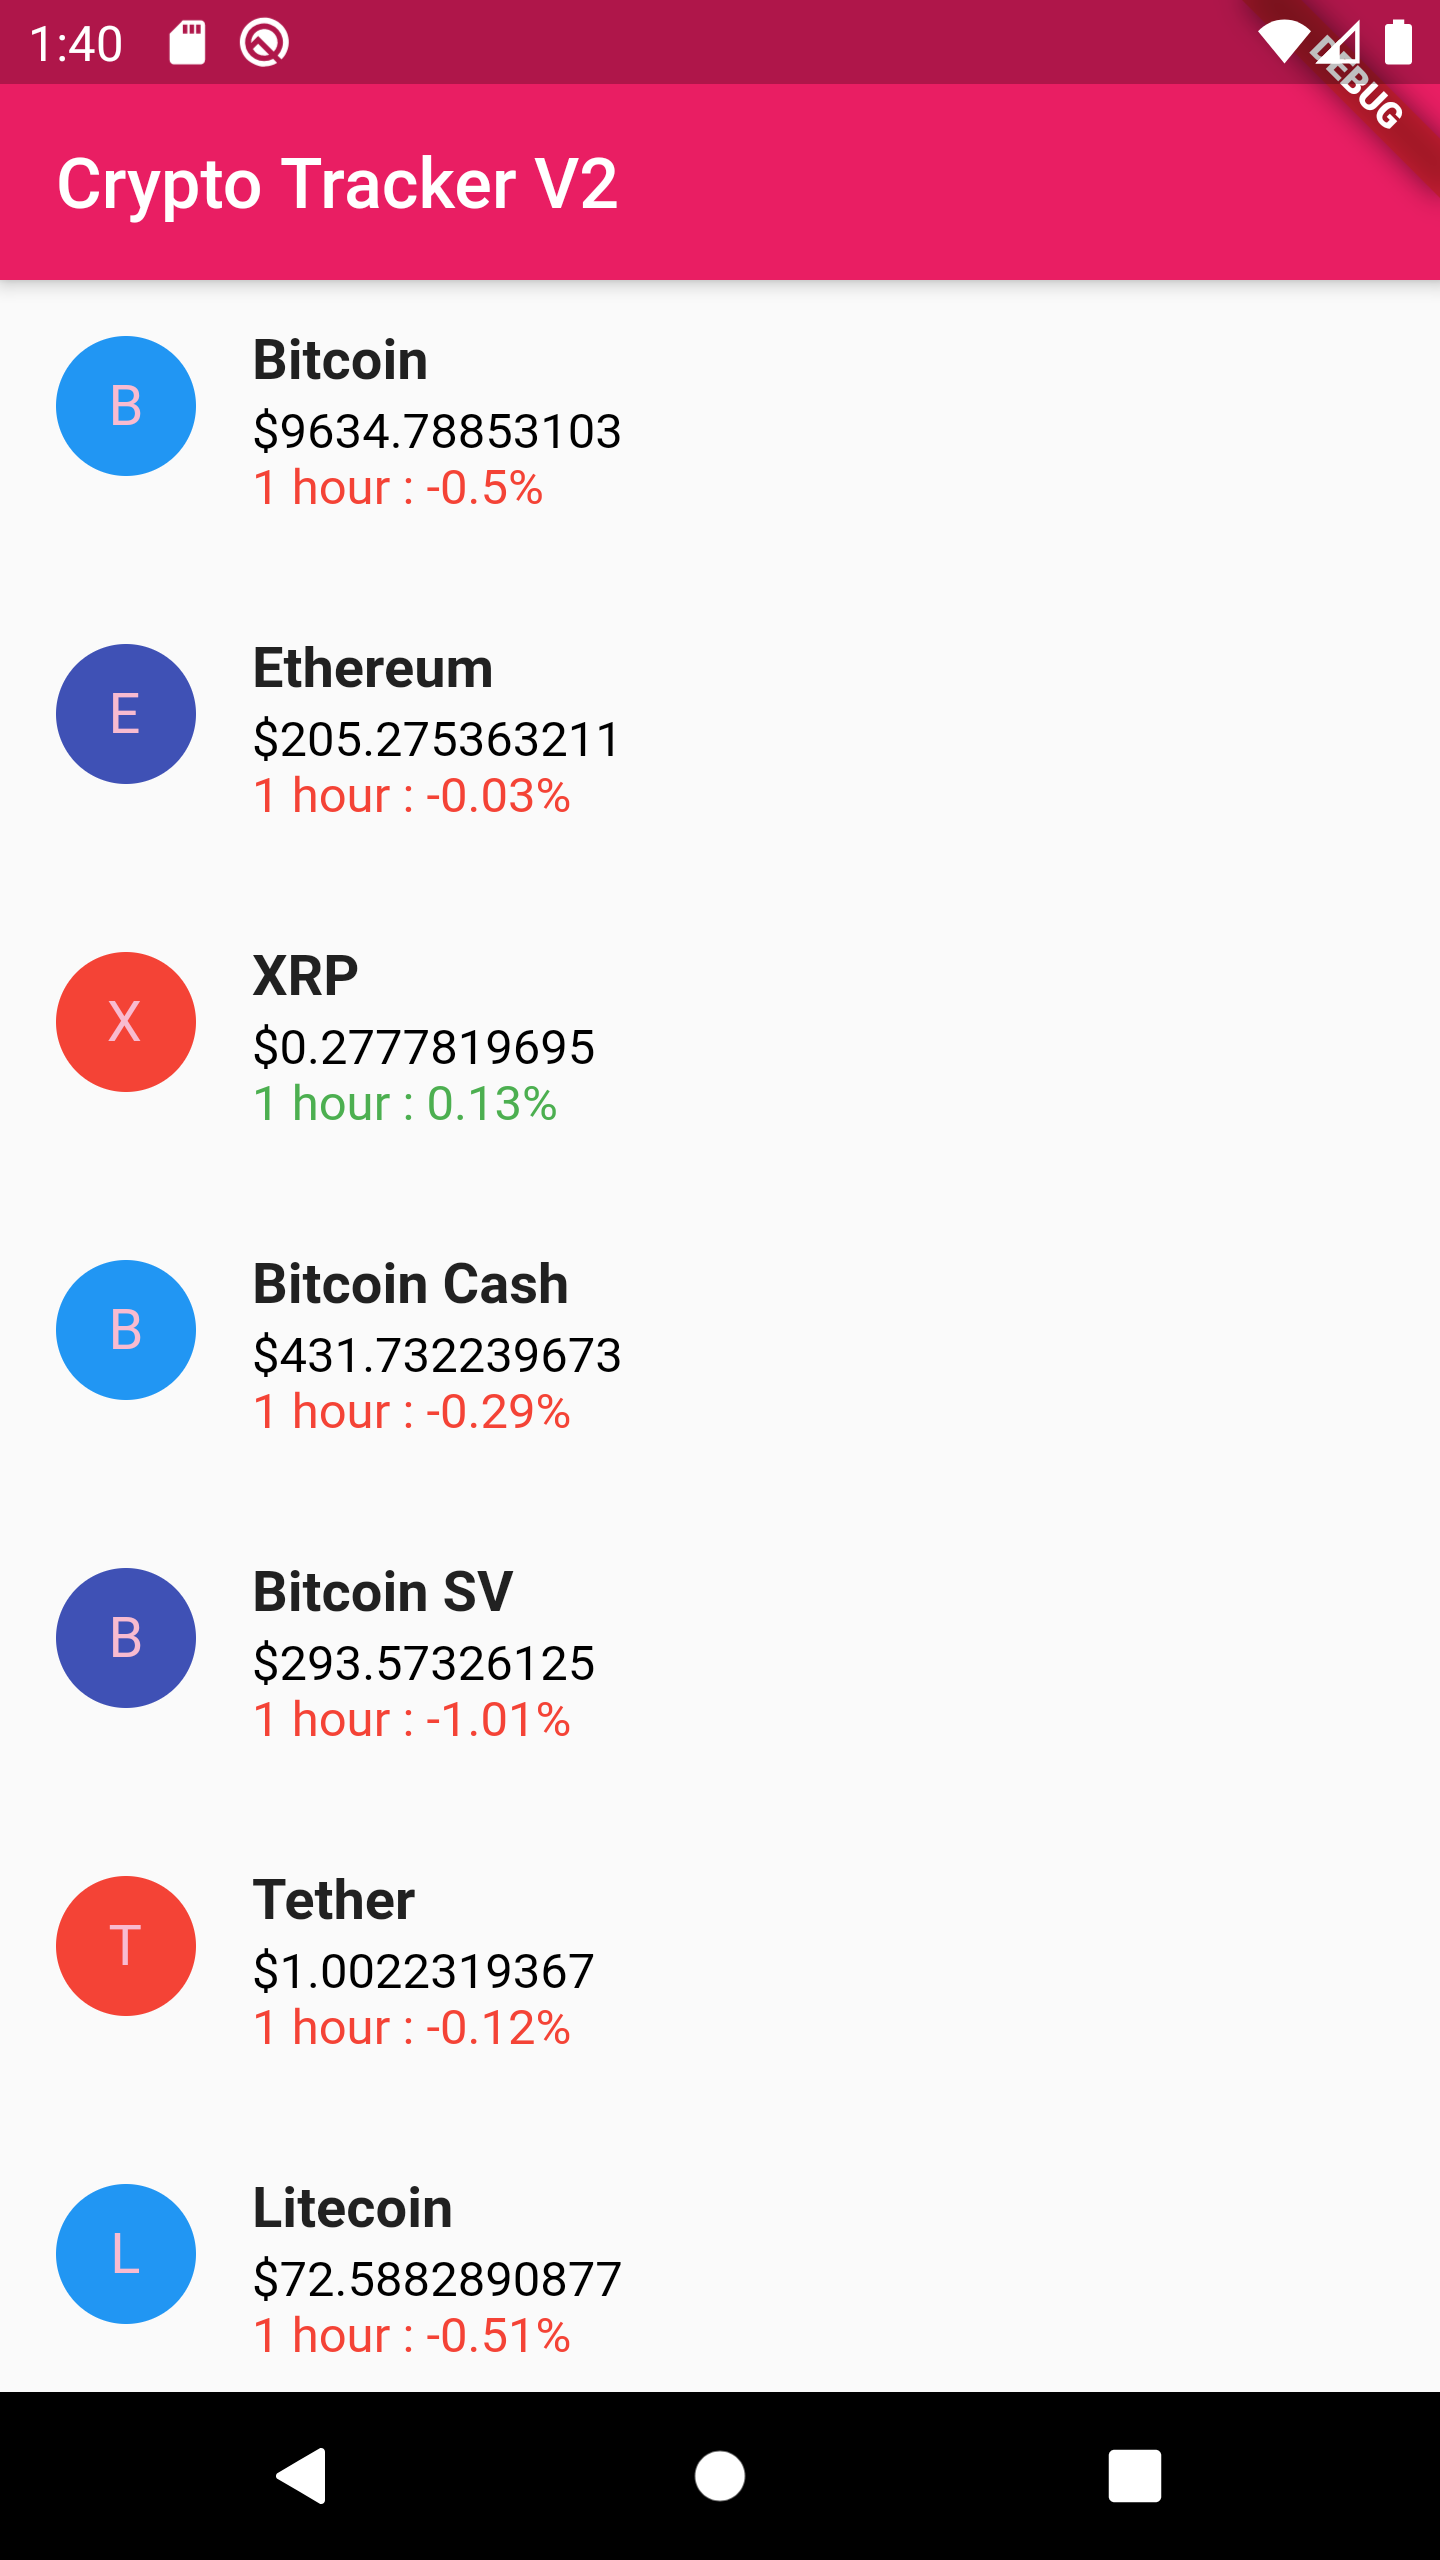 1:40
DEBUG
Crypto Tracker V2
B
Bitcoin
$9634.78853103
1 hour : -0.5%
E
Ethereum
$205.275363211
1 hour : -0.03%
X
XRP
$0.2777819695
1 hour : 0.13%
B
Bitcoin Cash
$431.732239673
1 hour : -0.29%
B
Bitcoin SV
$293.57326125
1 hour : -1.01%
T
Tether
$1.0022319367
1 hour : -0.12%
L
Litecoin
$72.5882890877
1 hour : -0.51%